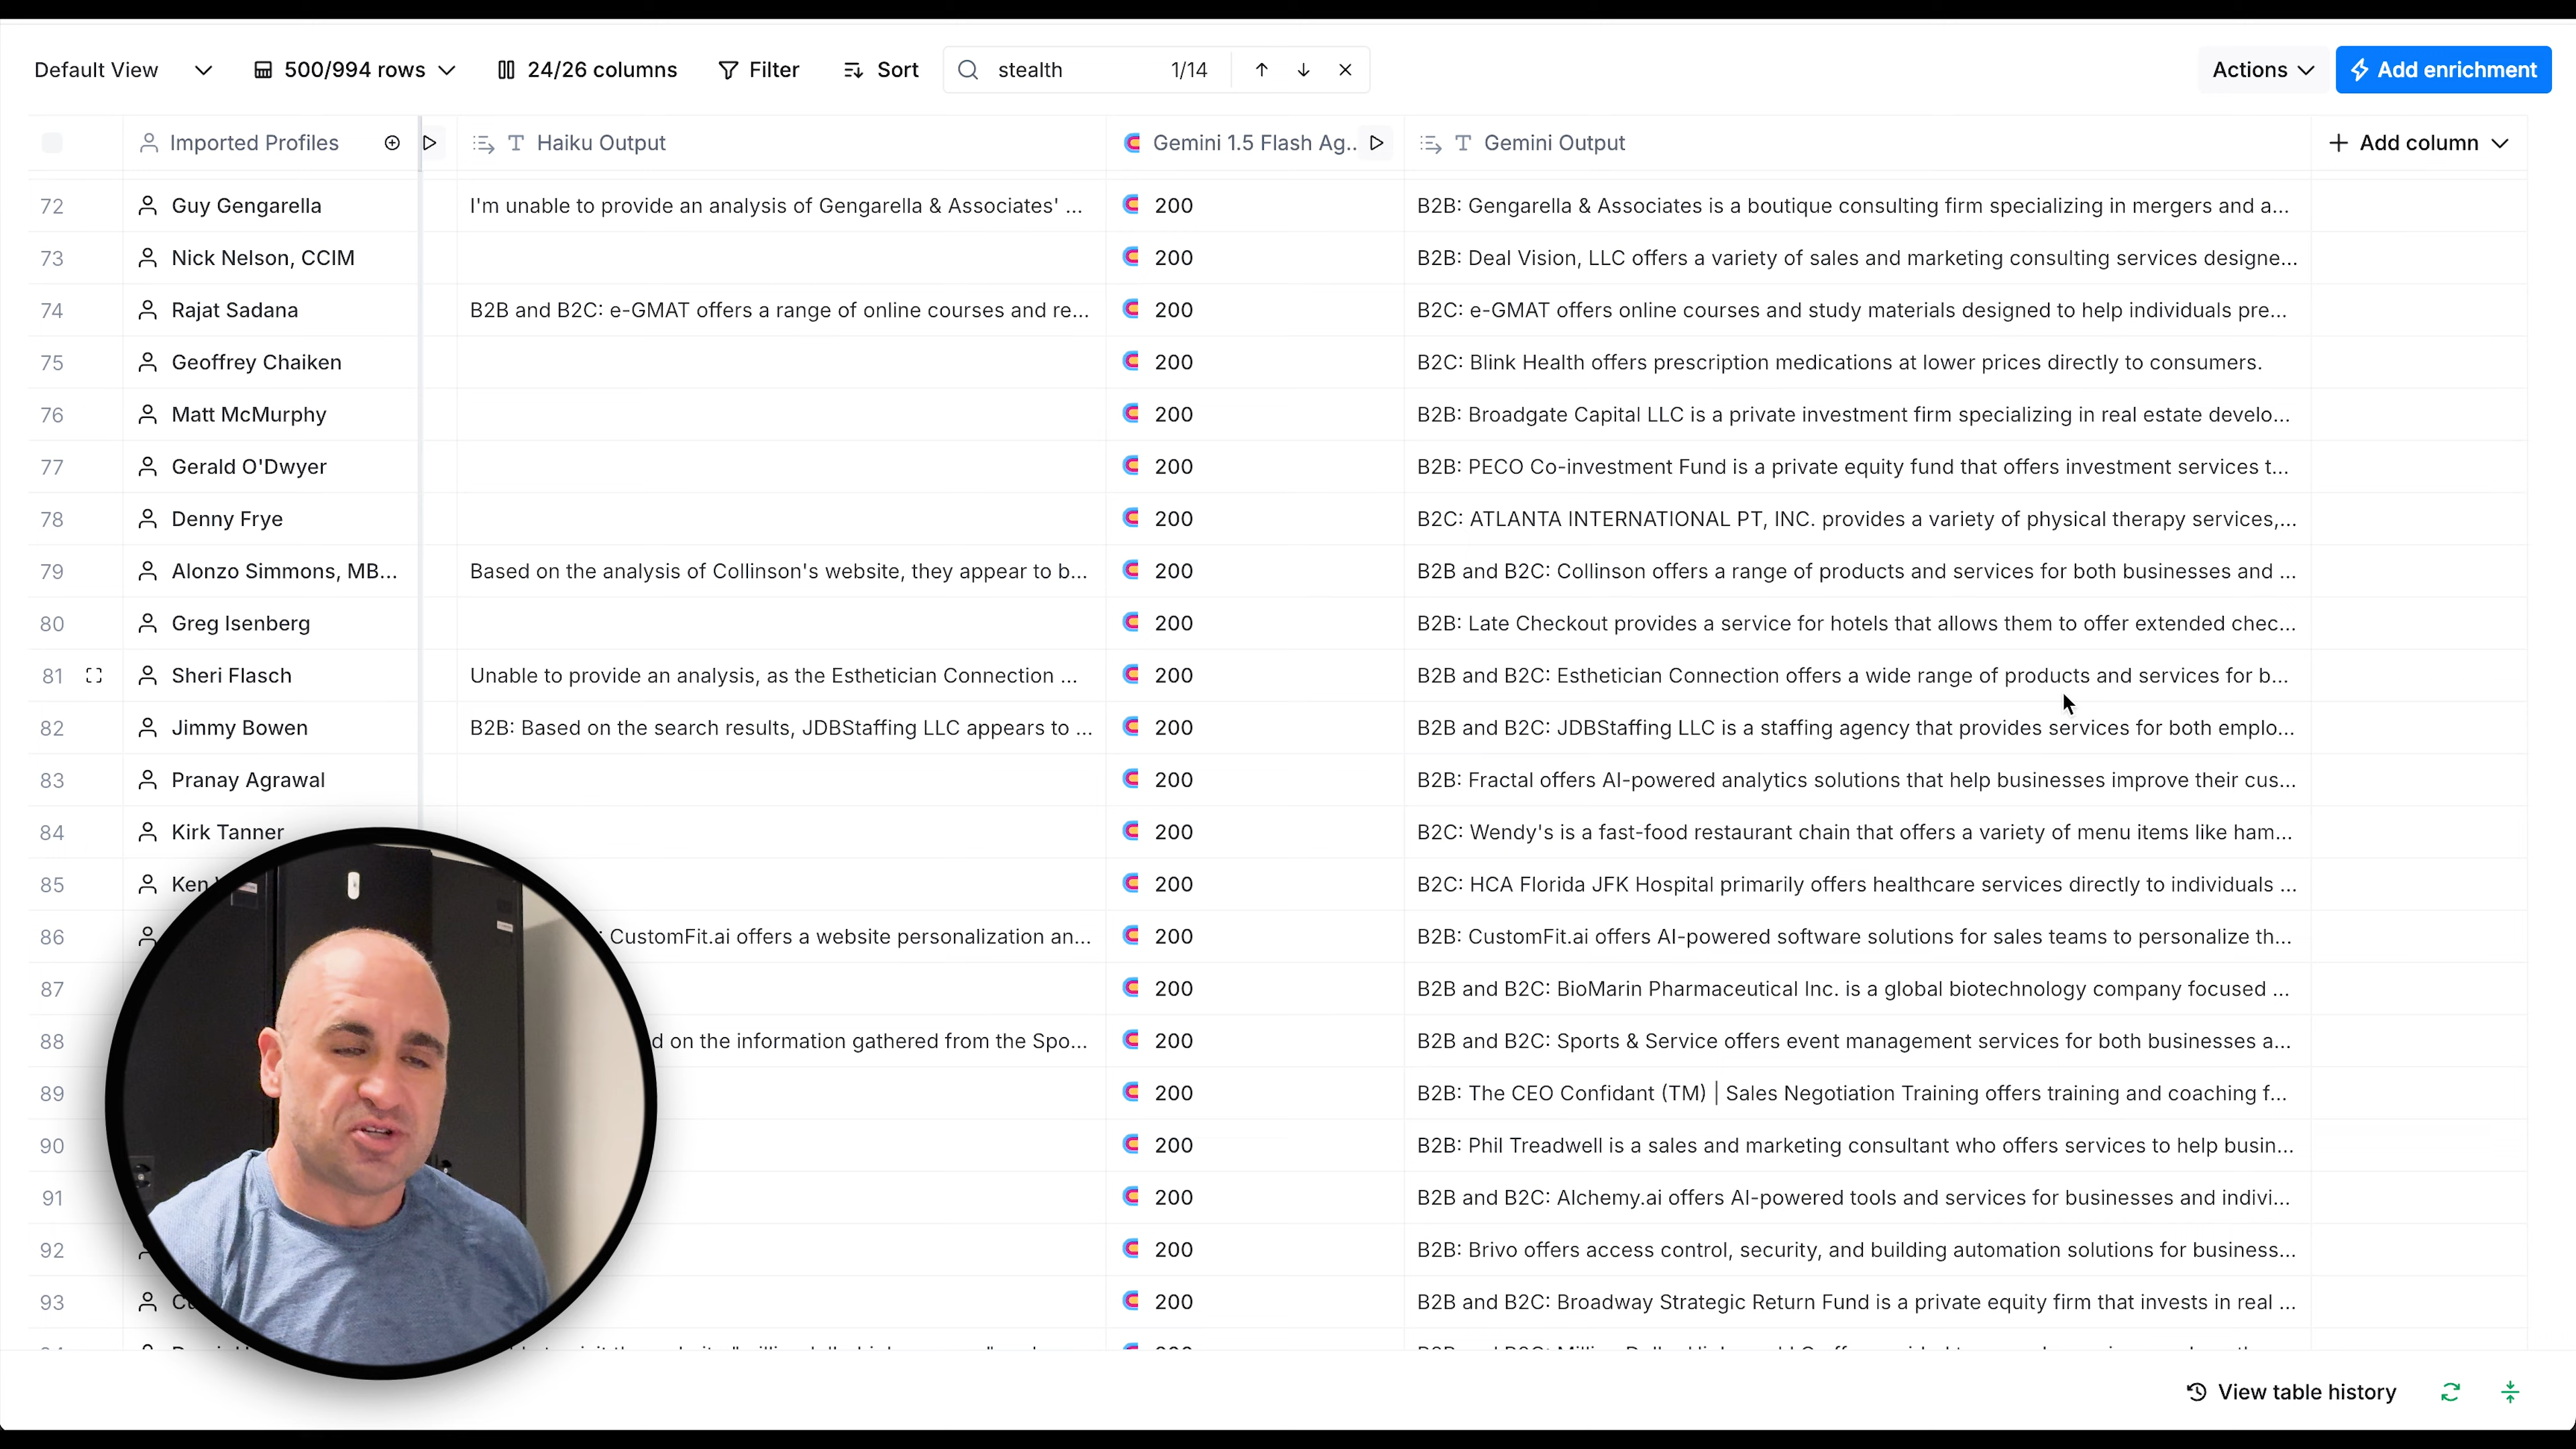 Default View 500/994 rows 24/26 columns Filter Sort stealth 1/14 Actions Add enrichment
Imported Profiles Haiku Output Gemini 1.5 Flash Ag.. Gemini Output Add column
72 Guy Gengarella I'm unable to provide an analysis of Gengarella & Associates' ... 200 B2B: Gengarella & Associates is a boutique consulting firm specializing in mergers and a...
73 Nick Nelson, CCIM 200 B2B: Deal Vision, LLC offers a variety of sales and marketing consulting services designe...
74 Rajat Sadana B2B and B2C: e-GMAT offers a range of online courses and re... 200 B2C: e-GMAT offers online courses and study materials designed to help individuals pre...
75 Geoffrey Chaiken 200 B2C: Blink Health offers prescription medications at lower prices directly to consumers.
76 Matt McMurphy 200 B2B: Broadgate Capital LLC is a private investment firm specializing in real estate develo...
77 Gerald O'Dwyer 200 B2B: PECO Co-investment Fund is a private equity fund that offers investment services t...
78 Denny Frye 200 B2C: ATLANTA INTERNATIONAL PT, INC. provides a variety of physical therapy services,...
79 Alonzo Simmons, MB... Based on the analysis of Collinson's website, they appear to b... 200 B2B and B2C: Collinson offers a range of products and services for both businesses and ...
80 Greg Isenberg 200 B2B: Late Checkout provides a service for hotels that allows them to offer extended chec...
81 Sheri Flasch Unable to provide an analysis, as the Esthetician Connection ... 200 B2B and B2C: Esthetician Connection offers a wide range of products and services for b...
82 Jimmy Bowen B2B: Based on the search results, JDBStaffing LLC appears to ... 200 B2B and B2C: JDBStaffing LLC is a staffing agency that provides services for both emplo...
83 Pranay Agrawal 200 B2B: Fractal offers AI-powered analytics solutions that help businesses improve their cus...
84 Kirk Tanner 200 B2C: Wendy's is a fast-food restaurant chain that offers a variety of menu items like ham...
85 Ken 200 B2C: HCA Florida JFK Hospital primarily offers healthcare services directly to individuals ...
86 : CustomFit.ai offers a website personalization an... 200 B2B: CustomFit.ai offers AI-powered software solutions for sales teams to personalize th...
87 200 B2B and B2C: BioMarin Pharmaceutical Inc. is a global biotechnology company focused ...
88 d on the information gathered from the Spo... 200 B2B and B2C: Sports & Service offers event management services for both businesses a...
89 200 B2B: The CEO Confidant (TM) | Sales Negotiation Training offers training and coaching f...
90 200 B2B: Phil Treadwell is a sales and marketing consultant who offers services to help busin...
91 200 B2B and B2C: Alchemy.ai offers AI-powered tools and services for businesses and indivi...
92 200 B2B: Brivo offers access control, security, and building automation solutions for business...
93 200 B2B and B2C: Broadway Strategic Return Fund is a private equity firm that invests in real ...
View table history